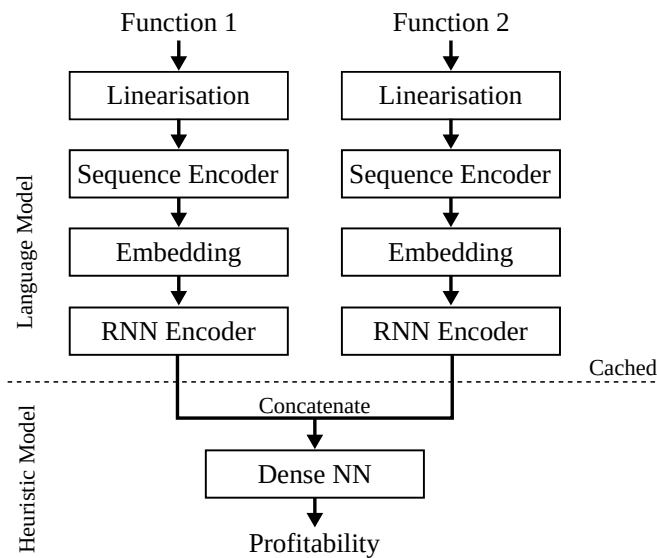 Function 1
Function 2
Linearisation
Linearisation
Sequence Encoder
Sequence Encoder
Embedding
Embedding
RNN Encoder
RNN Encoder
Language Model
Cached
Concatenate
Dense NN
Profitability
Heuristic Model